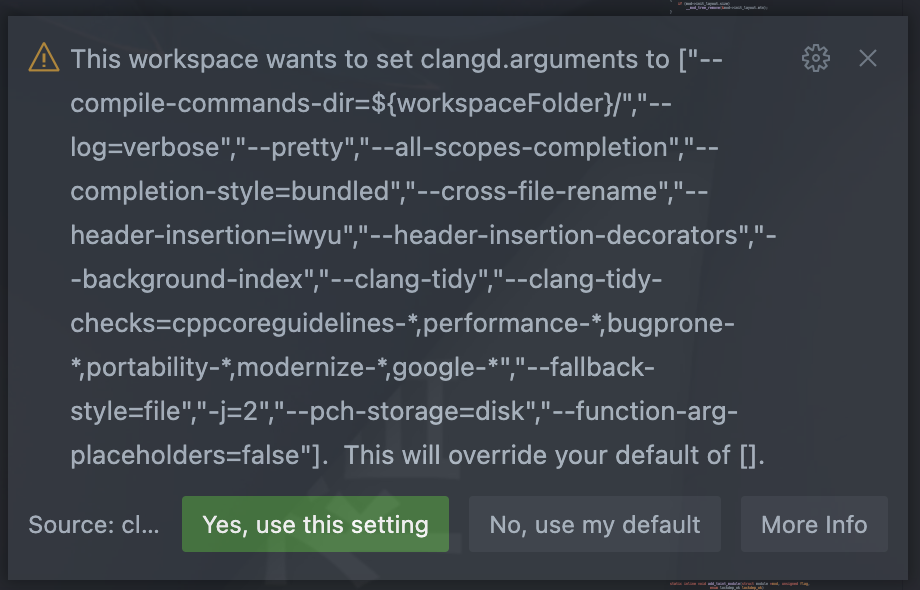 This workspace wants to set clangd.arguments to ["--
compile-commands-dir=${workspaceFolder}/","--
log=verbose","--pretty","--all-scopes-completion","--
completion-style=bundled","--cross-file-rename","--
header-insertion=iwyu","--header-insertion-decorators","-
-background-index","--clang-tidy","--clang-tidy-
checks=cppcoreguidelines-*,performance-*,bugprone-
*,portability-*,modernize-*,google-*","--fallback-
style=file","-j=2","--pch-storage=disk","--function-arg-
placeholders=false"].  This will override your default of [].
Source: cl... Yes, use this setting No, use my default More Info